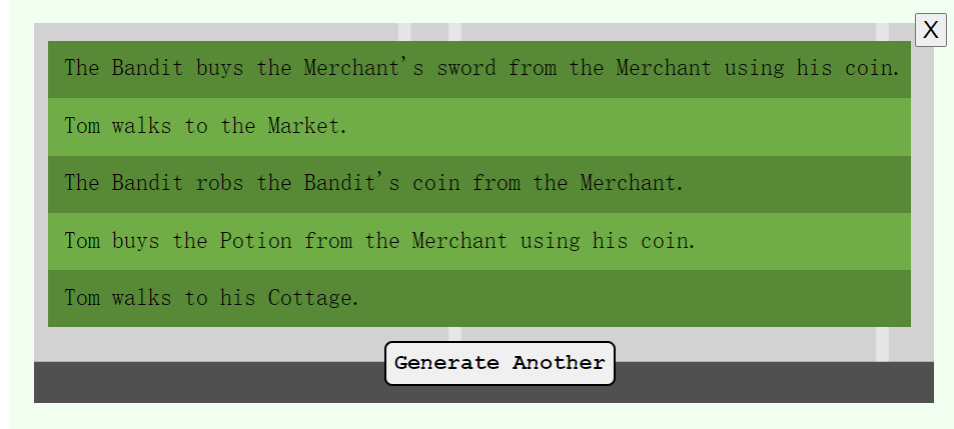 X
The Bandit buys the Merchant's sword from the Merchant using his coin.
Tom walks to the Market.
The Bandit robs the Bandit's coin from the Merchant.
Tom buys the Potion from the Merchant using his coin.
Tom walks to his Cottage.
Generate Another